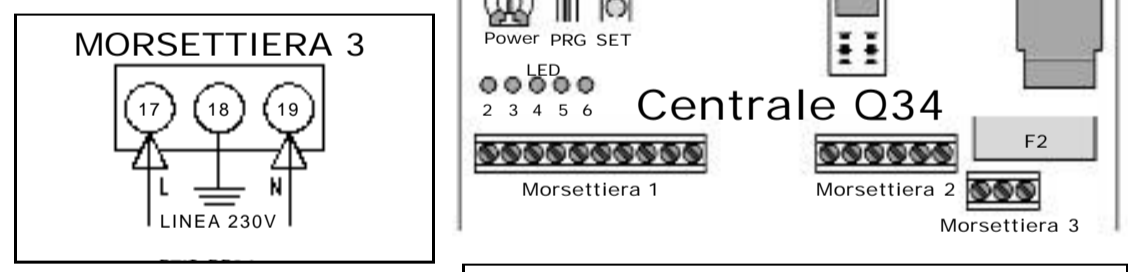 MORSETTIERA 3
17 18 19
L N
LINEA 230V
Power PRG SET
LED
2 3 4 5 6
Centrale Q34
F2
Morsettiera 1
Morsettiera 2
Morsettiera 3